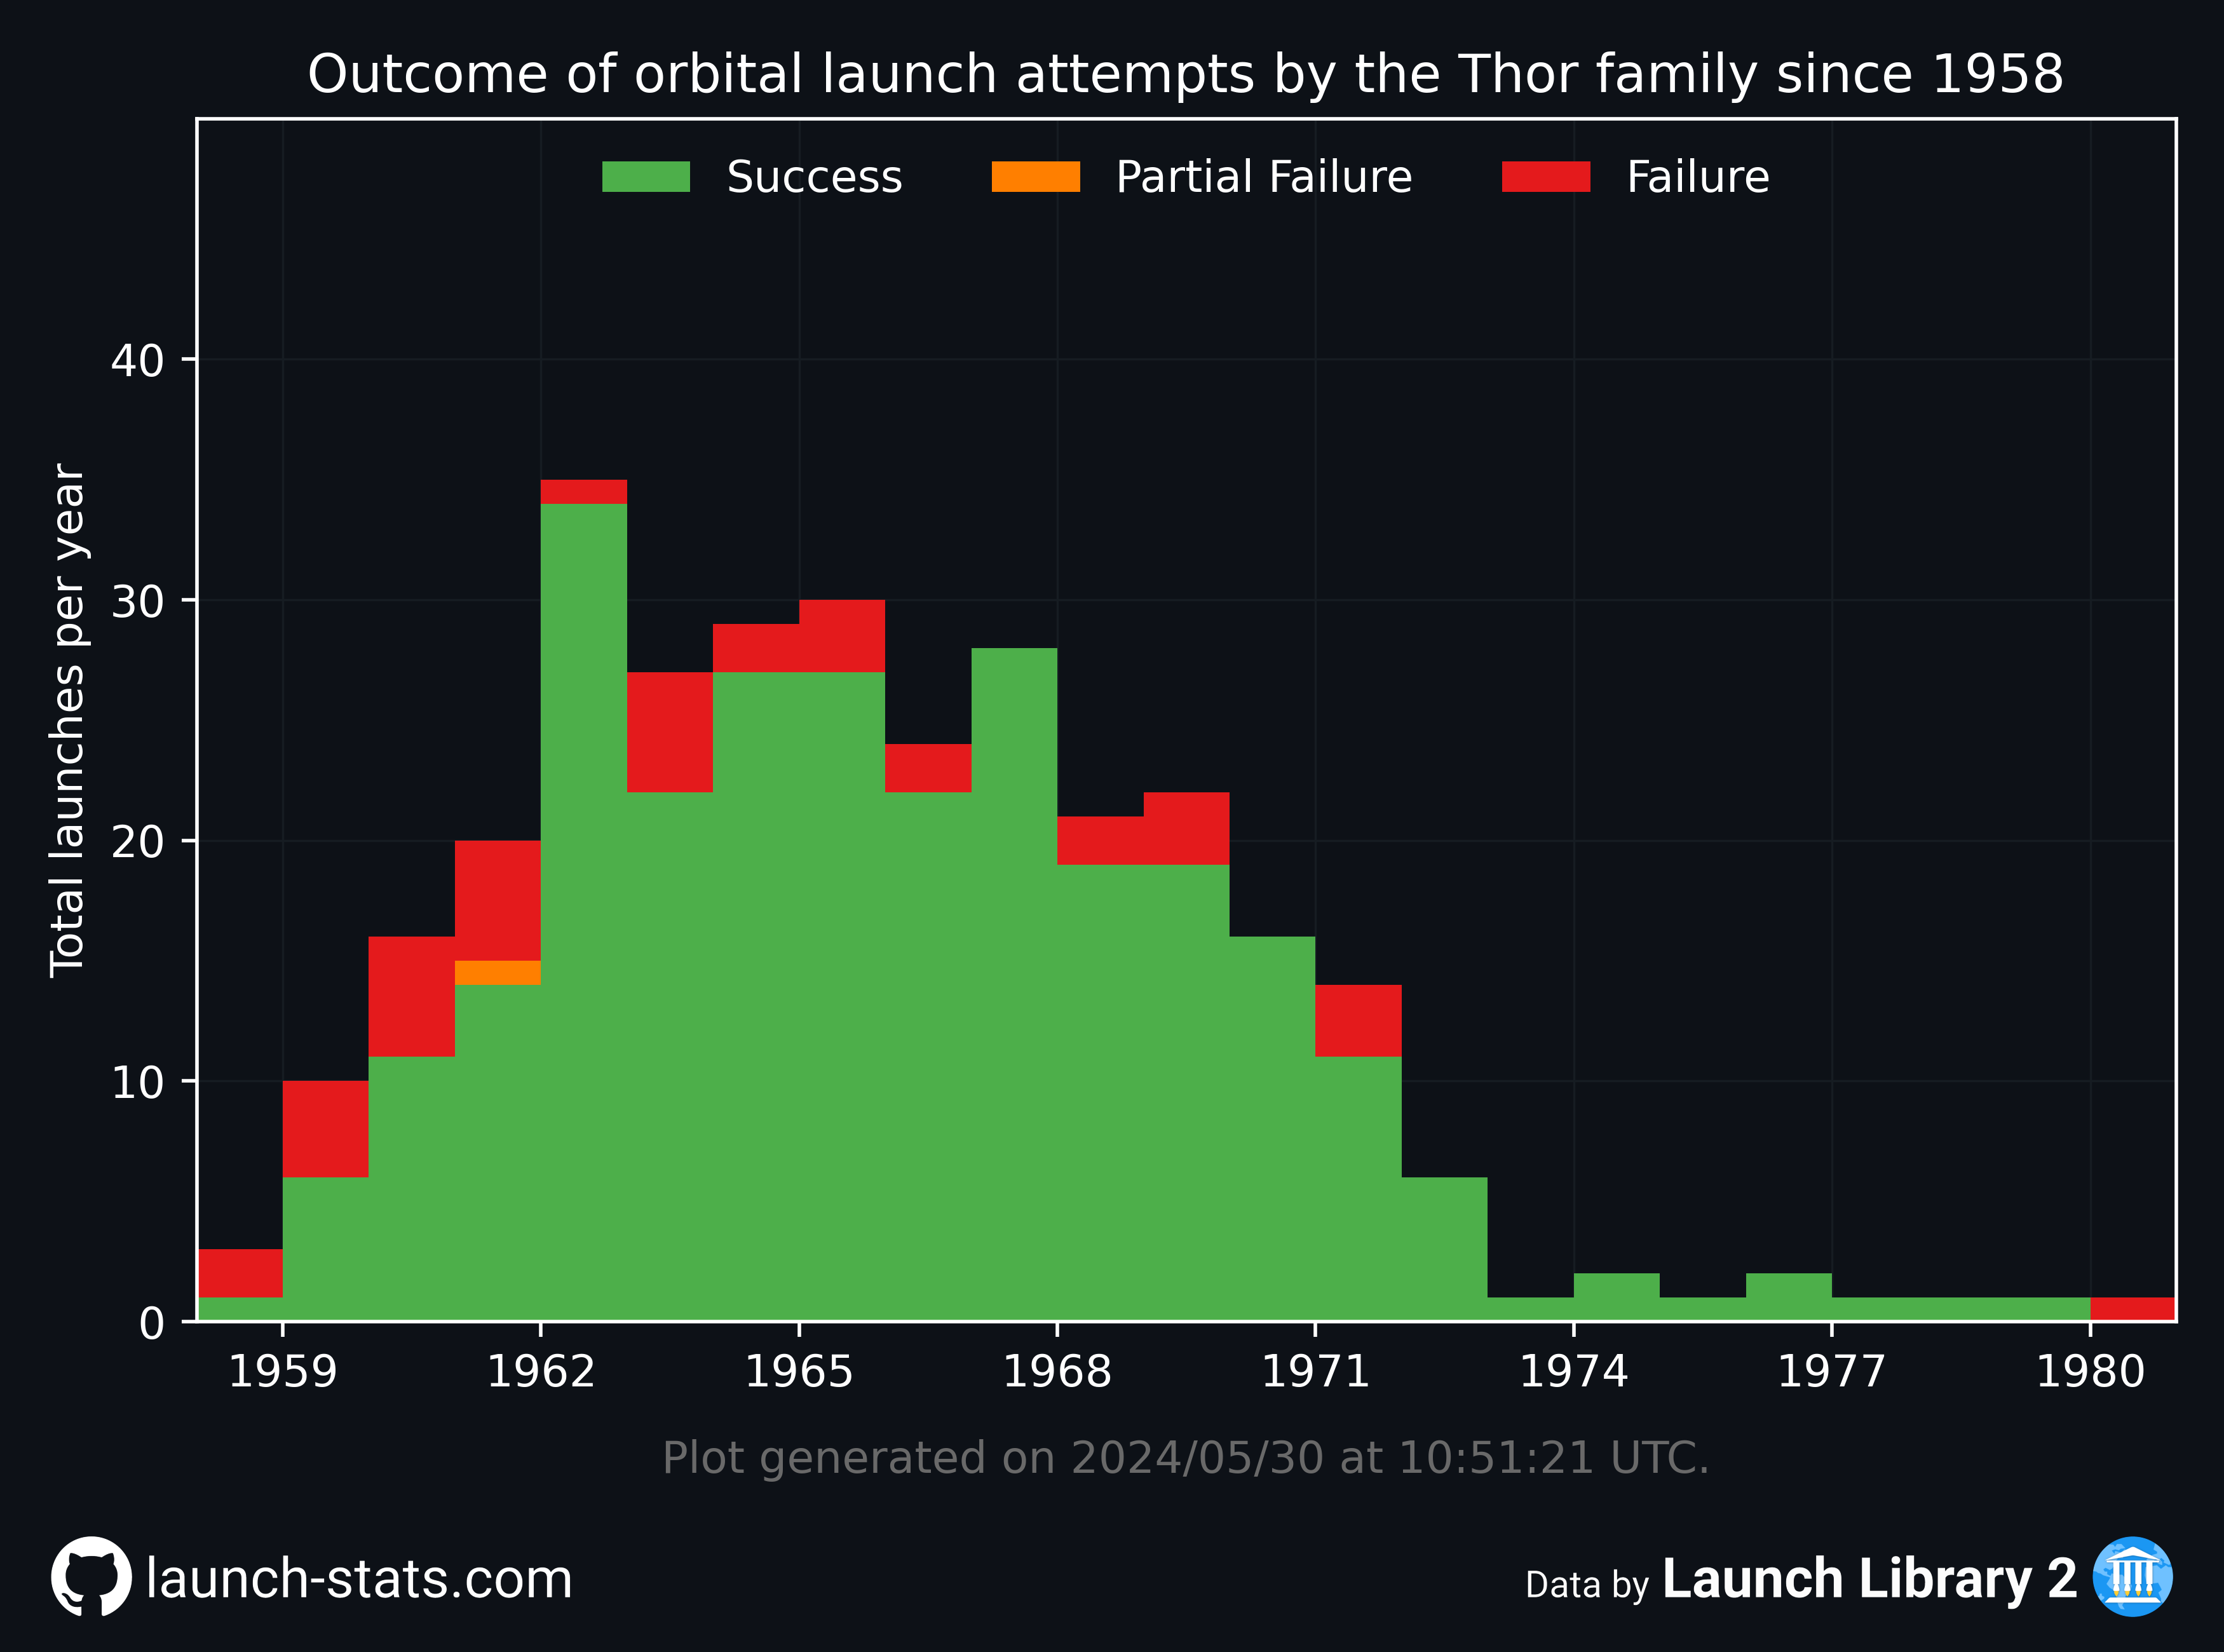 Outcome of orbital launch attempts by the Thor family since 1958
Success Partial Failure Failure
Total launches per year
40
30
20
10
0
1959 1962 1965 1968 1971 1974 1977 1980
Plot generated on 2024/05/30 at 10:51:21 UTC.
launch-stats.com
Data by Launch Library 2